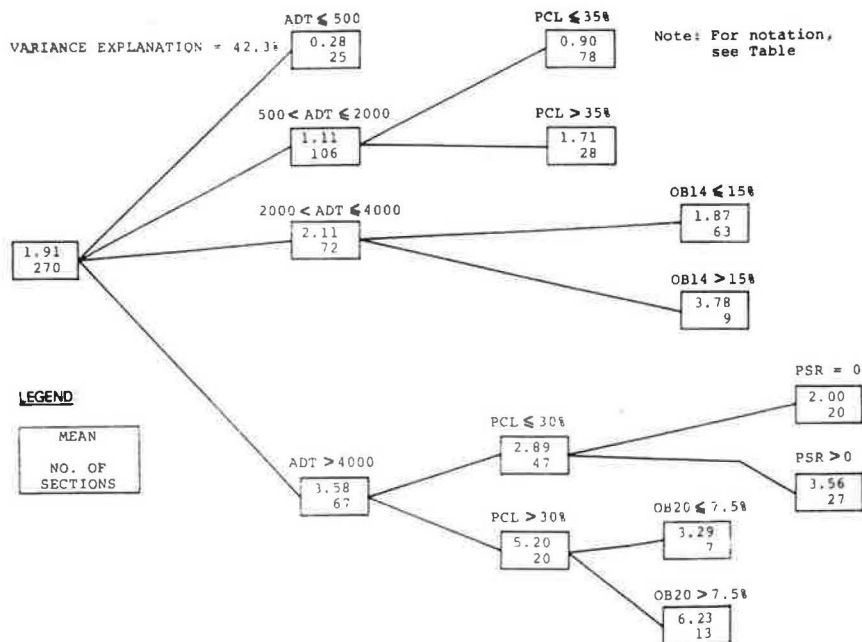 ADT ⩽ 500
PCL ⩽ 35%
VARIANCE EXPLANATION = 42.3%
0.28
25
0.90
78
Note: For notation,
see Table
500 < ADT ⩽ 2000
PCL > 35%
1.11
106
1.71
28
2000 < ADT ⩽ 4000
OB14 ⩽ 15%
2.11
72
1.87
63
1.91
270
OB14 > 15%
3.78
9
PSR = 0
2.00
20
LEGEND
MEAN
NO. OF
SECTIONS
PCL ⩽ 30%
2.89
47
ADT > 4000
3.58
67
PSR > 0
3.56
27
PCL > 30%
5.20
20
OB20 ⩽ 7.5%
3.29
7
OB20 > 7.5%
6.23
13